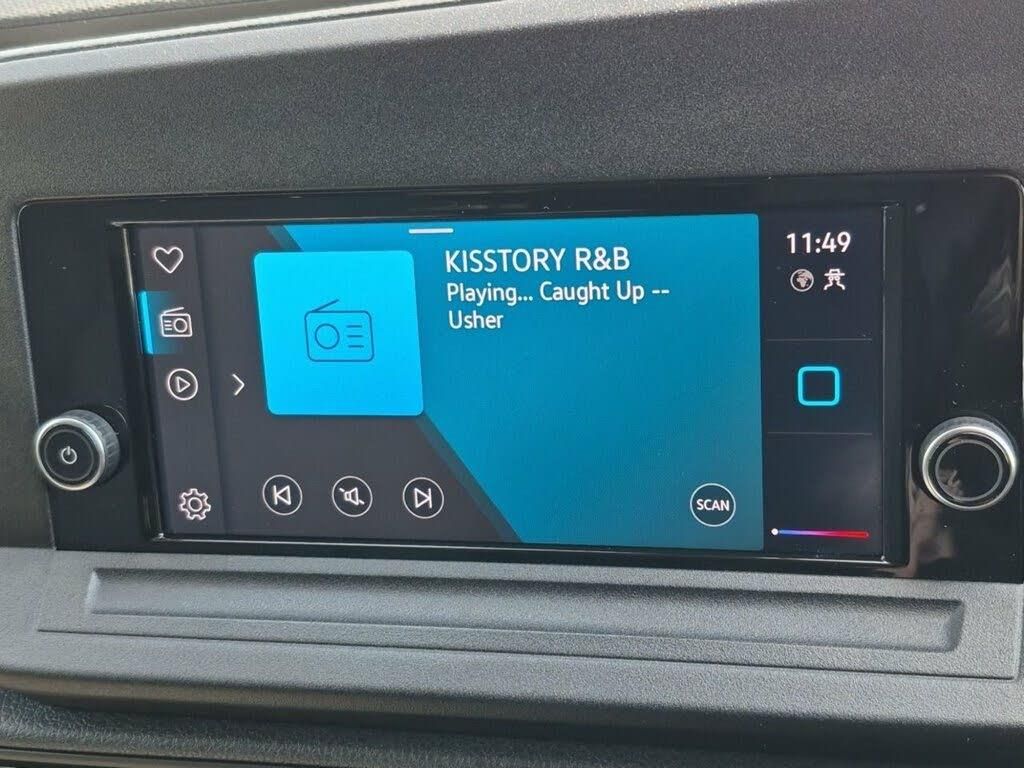 KISSTORY R&B
Playing... Caught Up --
Usher
11:49
SCAN